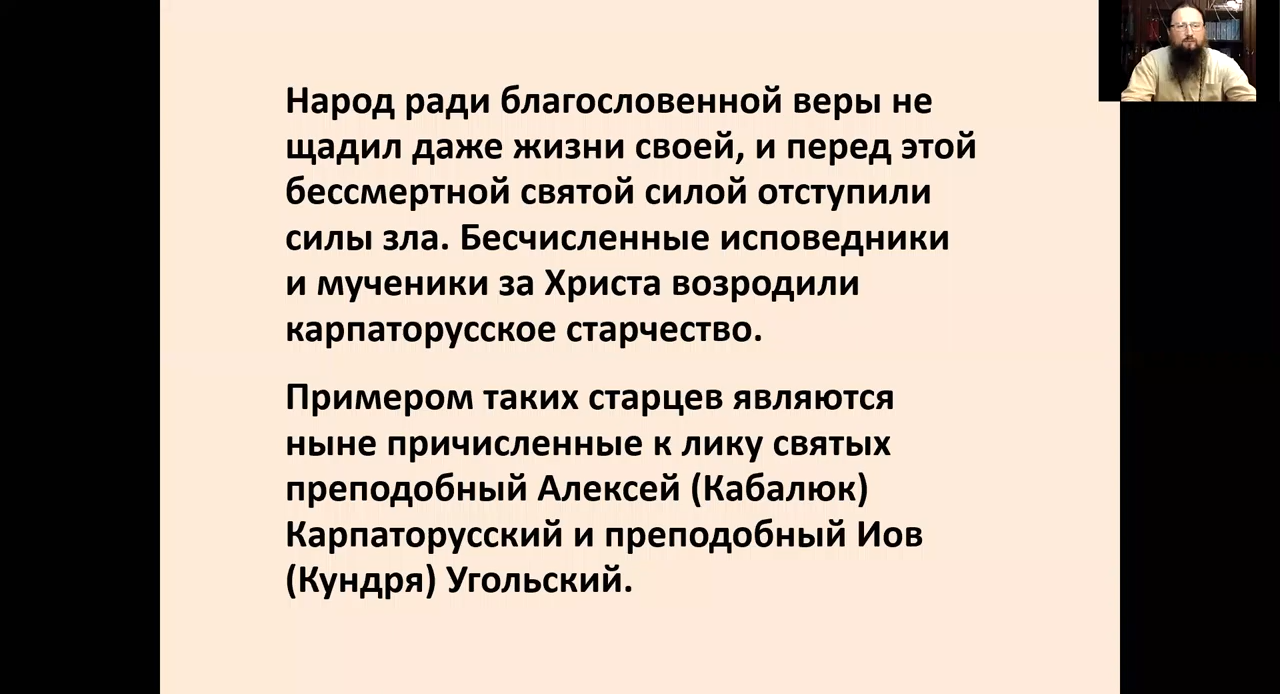 Народ ради благословенной веры не
щадил даже жизни своей, и перед этой
бессмертной святой силой отступили
силы зла. Бесчисленные исповедники
и мученики за Христа возродили
карпаторусское старчество.
Примером таких старцев являются
ныне причисленные к лику святых
преподобный Алексей (Кабалюк)
Карпаторусский и преподобный Иов
(Кундря) Угольский.